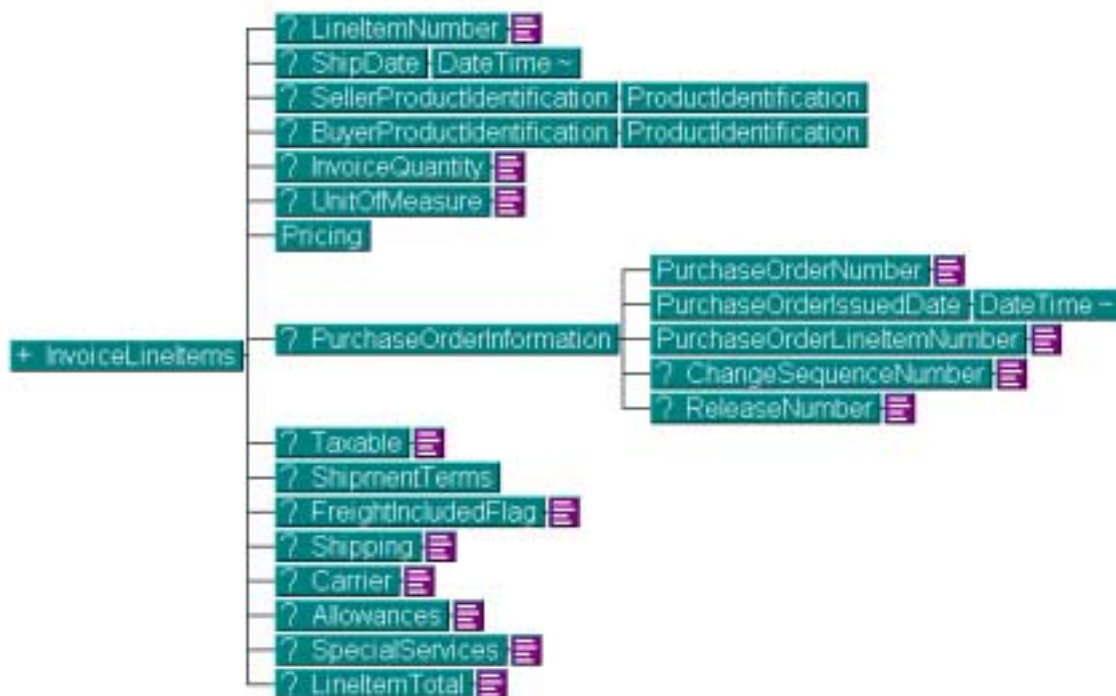 ? LineItemNumber
? ShipDate DateTime ~
? SellerProductIdentification ProductIdentification
? BuyerProductIdentification ProductIdentification
? InvoiceQuantity
? UnitOfMeasure
Pricing
PurchaseOrderNumber
PurchaseOrderIssuedDate DateTime ~
? PurchaseOrderInformation PurchaseOrderLineItemNumber
+ InvoiceLineItems
? ChangeSequenceNumber
? ReleaseNumber
? Taxable
? ShipmentTerms
? FreightIncludedFlag
? Shipping
? Carrier
? Allowances
? SpecialServices
? LineItemTotal